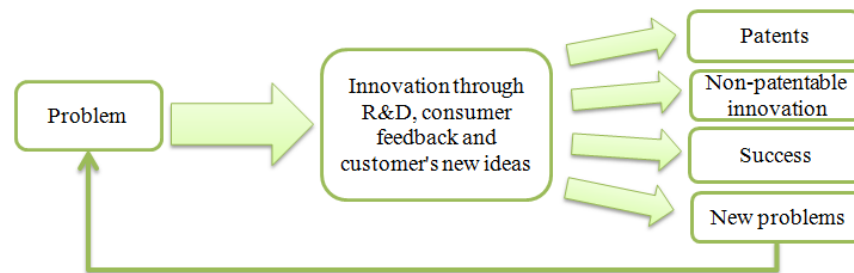 Problem
Innovation through
R&D, consumer
feedback and
customer's new ideas
Patents
Non-patentable
innovation
Success
New problems